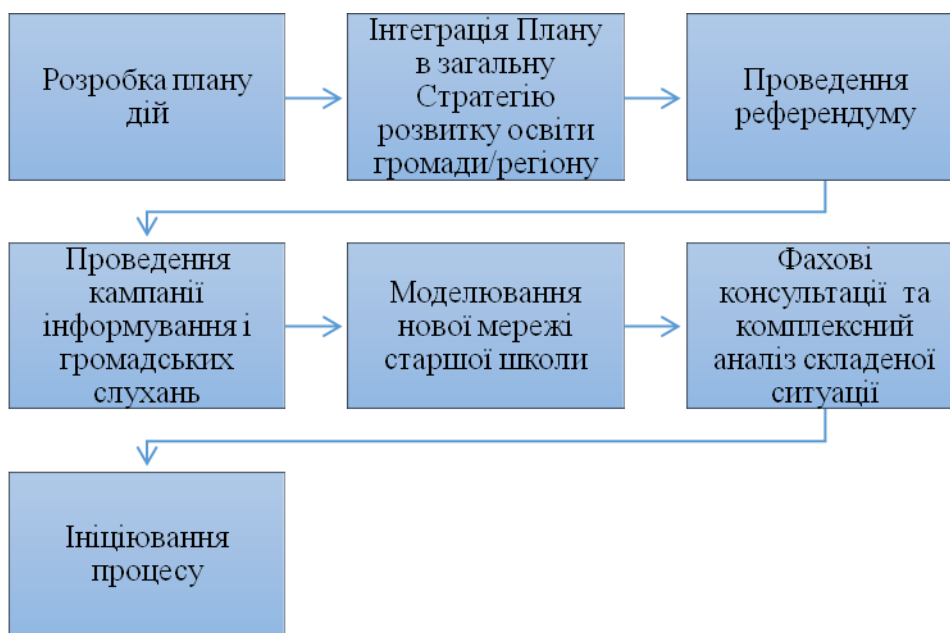 Розробка плану
дій
Інтеграція Плану
в загальну
Стратегію
розвитку освіти
громади/регіону
Проведення
референдуму
Проведення
кампанії
інформування і
громадських
слухань
Моделювання
нової мережі
старшої школи
Фахові
консультації та
комплексний
аналіз складеної
ситуації
Ініціювання
процесу